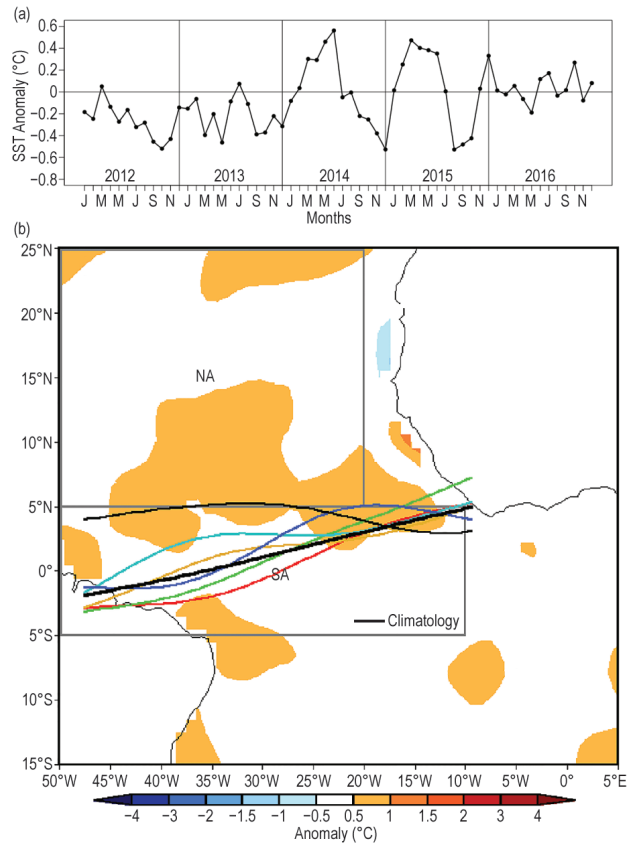 (a)
0.6
0.4
0.2
0
−0.2
−0.4
−0.6
−0.8
SST Anomaly (°C)
2012 2013 2014 2015 2016
J M M J S N J M M J S N J M M J S N J M M J S N J M M J S N
Months
(b)
25°N
20°N
15°N
10°N
5°N
0°
5°S
10°S
15°S
NA
SA
Climatology
50°W 45°W 40°W 35°W 30°W 25°W 20°W 15°W 10°W 5°W 0° 5°E
−4 −3 −2 −1 −0.5 0.5 1 1.5 2 3 4
Anomaly (°C)